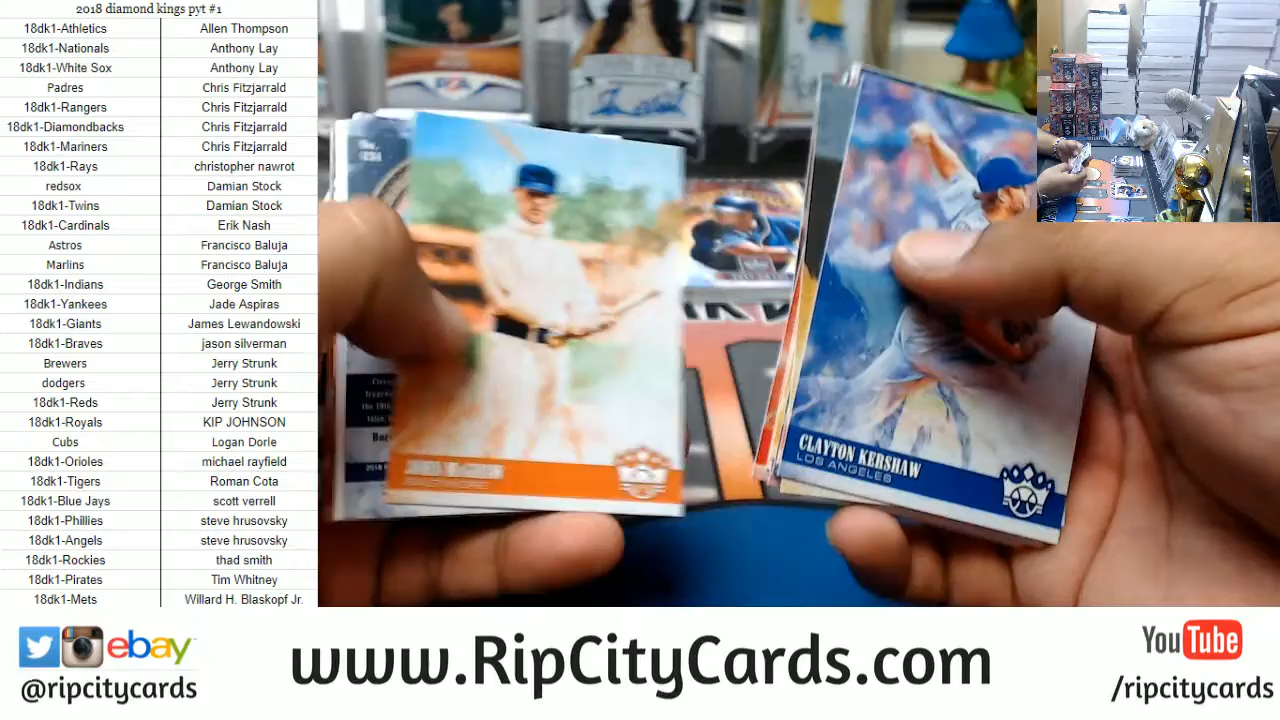 2018 diamond kings pyt #1
18dk1-Athletics Allen Thompson
18dk1-Nationals Anthony Lay
18dk1-White Sox Anthony Lay
Padres Chris Fitzjarrald
18dk1-Rangers Chris Fitzjarrald
18dk1-Diamondbacks Chris Fitzjarrald
18dk1-Mariners Chris Fitzjarrald
18dk1-Rays christopher nawrot
redsox Damian Stock
18dk1-Twins Damian Stock
18dk1-Cardinals Erik Nash
Astros Francisco Baluja
Marlins Francisco Baluja
18dk1-Indians George Smith
18dk1-Yankees Jade Aspiras
18dk1-Giants James Lewandowski
18dk1-Braves jason silverman
Brewers Jerry Strunk
dodgers Jerry Strunk
18dk1-Reds Jerry Strunk
18dk1-Royals KIP JOHNSON
Cubs Logan Dorle
18dk1-Orioles michael rayfield
18dk1-Tigers Roman Cota
18dk1-Blue Jays scott verrell
18dk1-Phillies steve hrusovsky
18dk1-Angels steve hrusovsky
18dk1-Rockies thad smith
18dk1-Pirates Tim Whitney
18dk1-Mets Willard H. Blaskopf Jr.
CLAYTON KERSHAW
LOS ANGELES
ebay
@ripcitycards
www.RipCityCards.com
YouTube
/ripcitycards